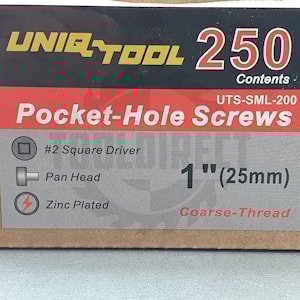 UNIQ-TOOL 250
Contents
UTS-SML-200
Pocket-Hole Screws
#2 Square Driver
Pan Head
1" (25mm)
Zinc Plated
Coarse-Thread